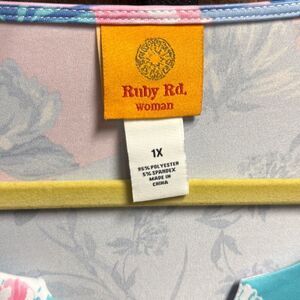 Ruby Rd.
woman
1X
95% POLYESTER
5% SPANDEX
MADE IN
CHINA